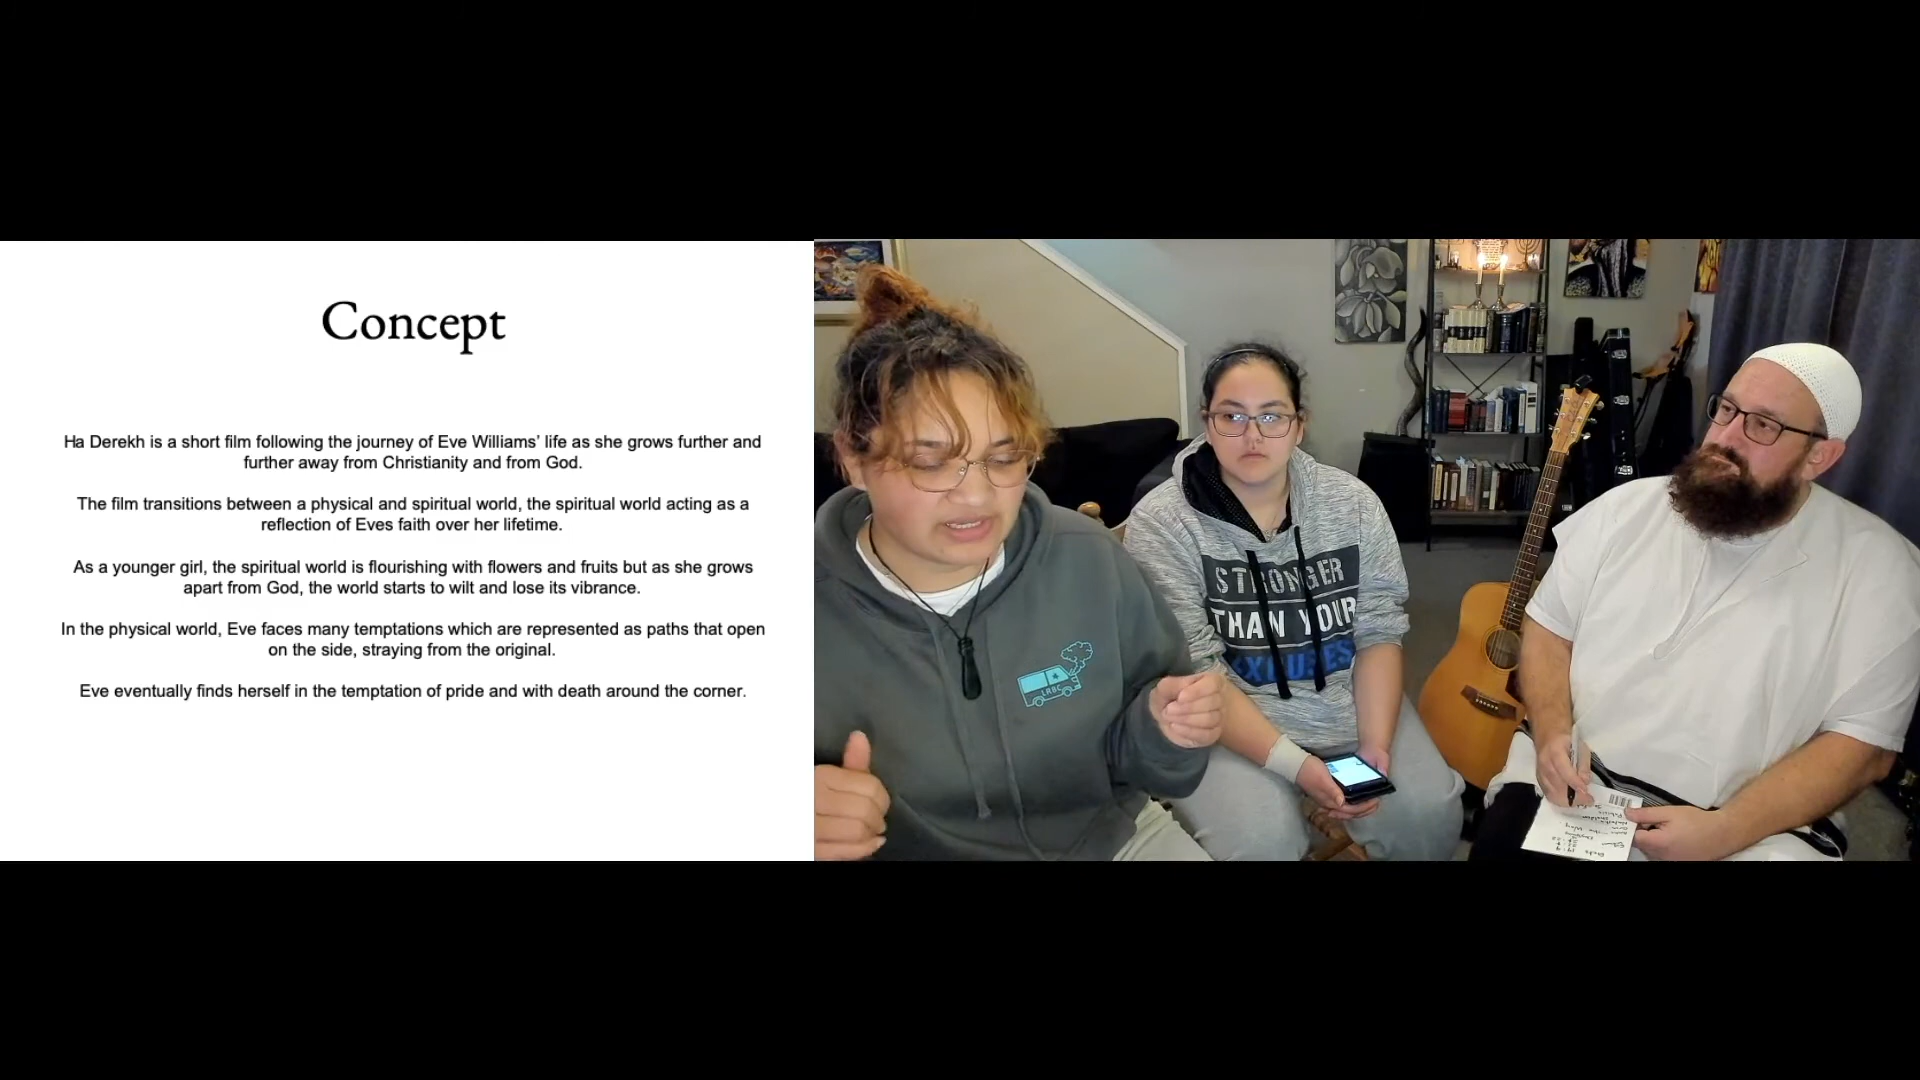 Concept
Ha Derekh is a short film following the journey of Eve Williams’ life as she grows further and
further away from Christianity and from God.
The film transitions between a physical and spiritual world, the spiritual world acting as a
reflection of Eves faith over her lifetime.
As a younger girl, the spiritual world is flourishing with flowers and fruits but as she grows
apart from God, the world starts to wilt and lose its vibrance.
In the physical world, Eve faces many temptations which are represented as paths that open
on the side, straying from the original.
Eve eventually finds herself in the temptation of pride and with death around the corner.
LRBC
STRONGER
THAN YOUR
EXCUSES